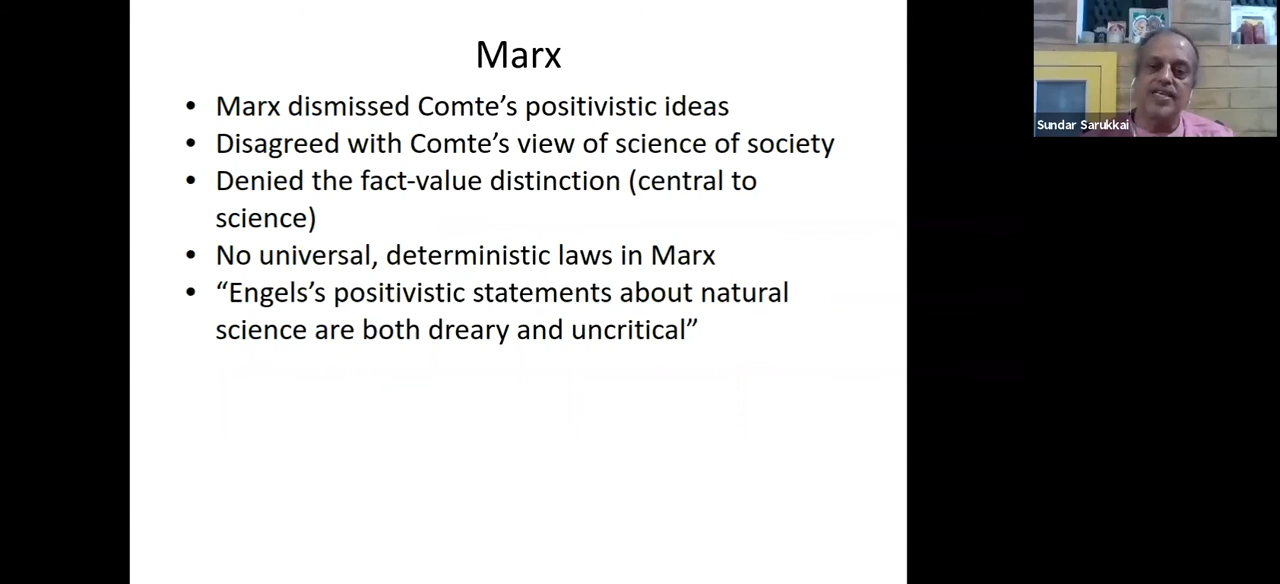 Marx
• Marx dismissed Comte’s positivistic ideas
• Disagreed with Comte’s view of science of society
• Denied the fact-value distinction (central to
science)
• No universal, deterministic laws in Marx
• “Engels’s positivistic statements about natural
science are both dreary and uncritical”
Sundar Sarukkai